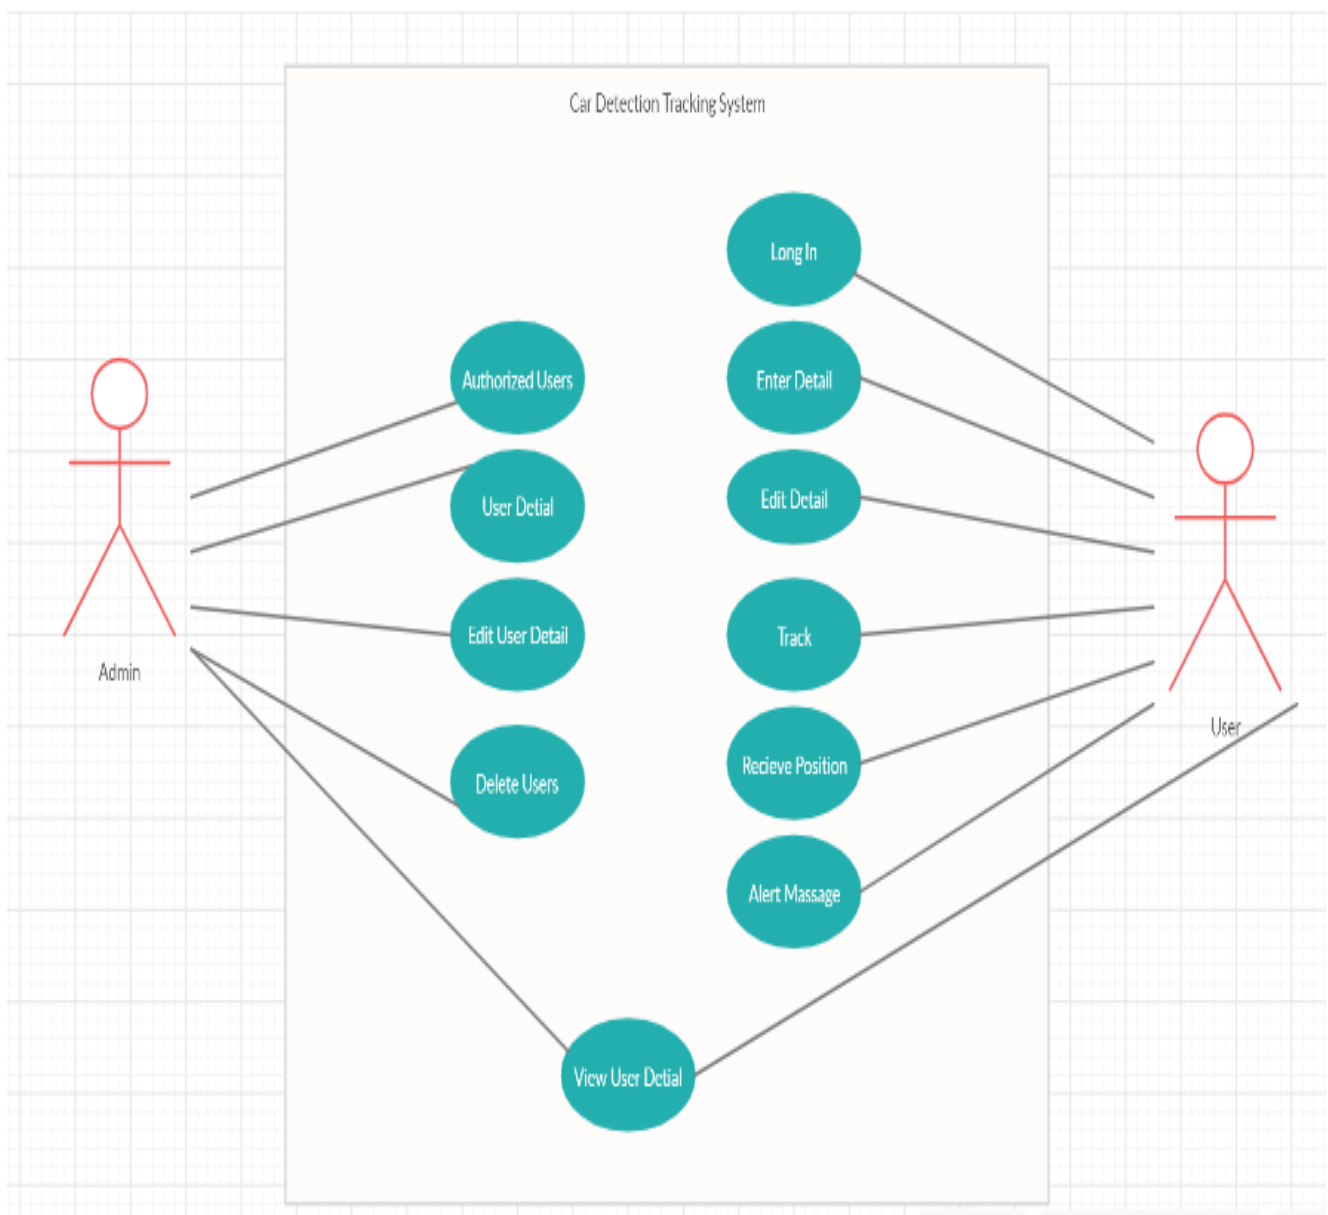 Car Detection Tracking System
Long In
Authorized Users
Enter Detail
User Detial
Edit Detail
Edit User Detail
Track
Admin
User
Delete Users
Recieve Position
Alert Massage
View User Detial